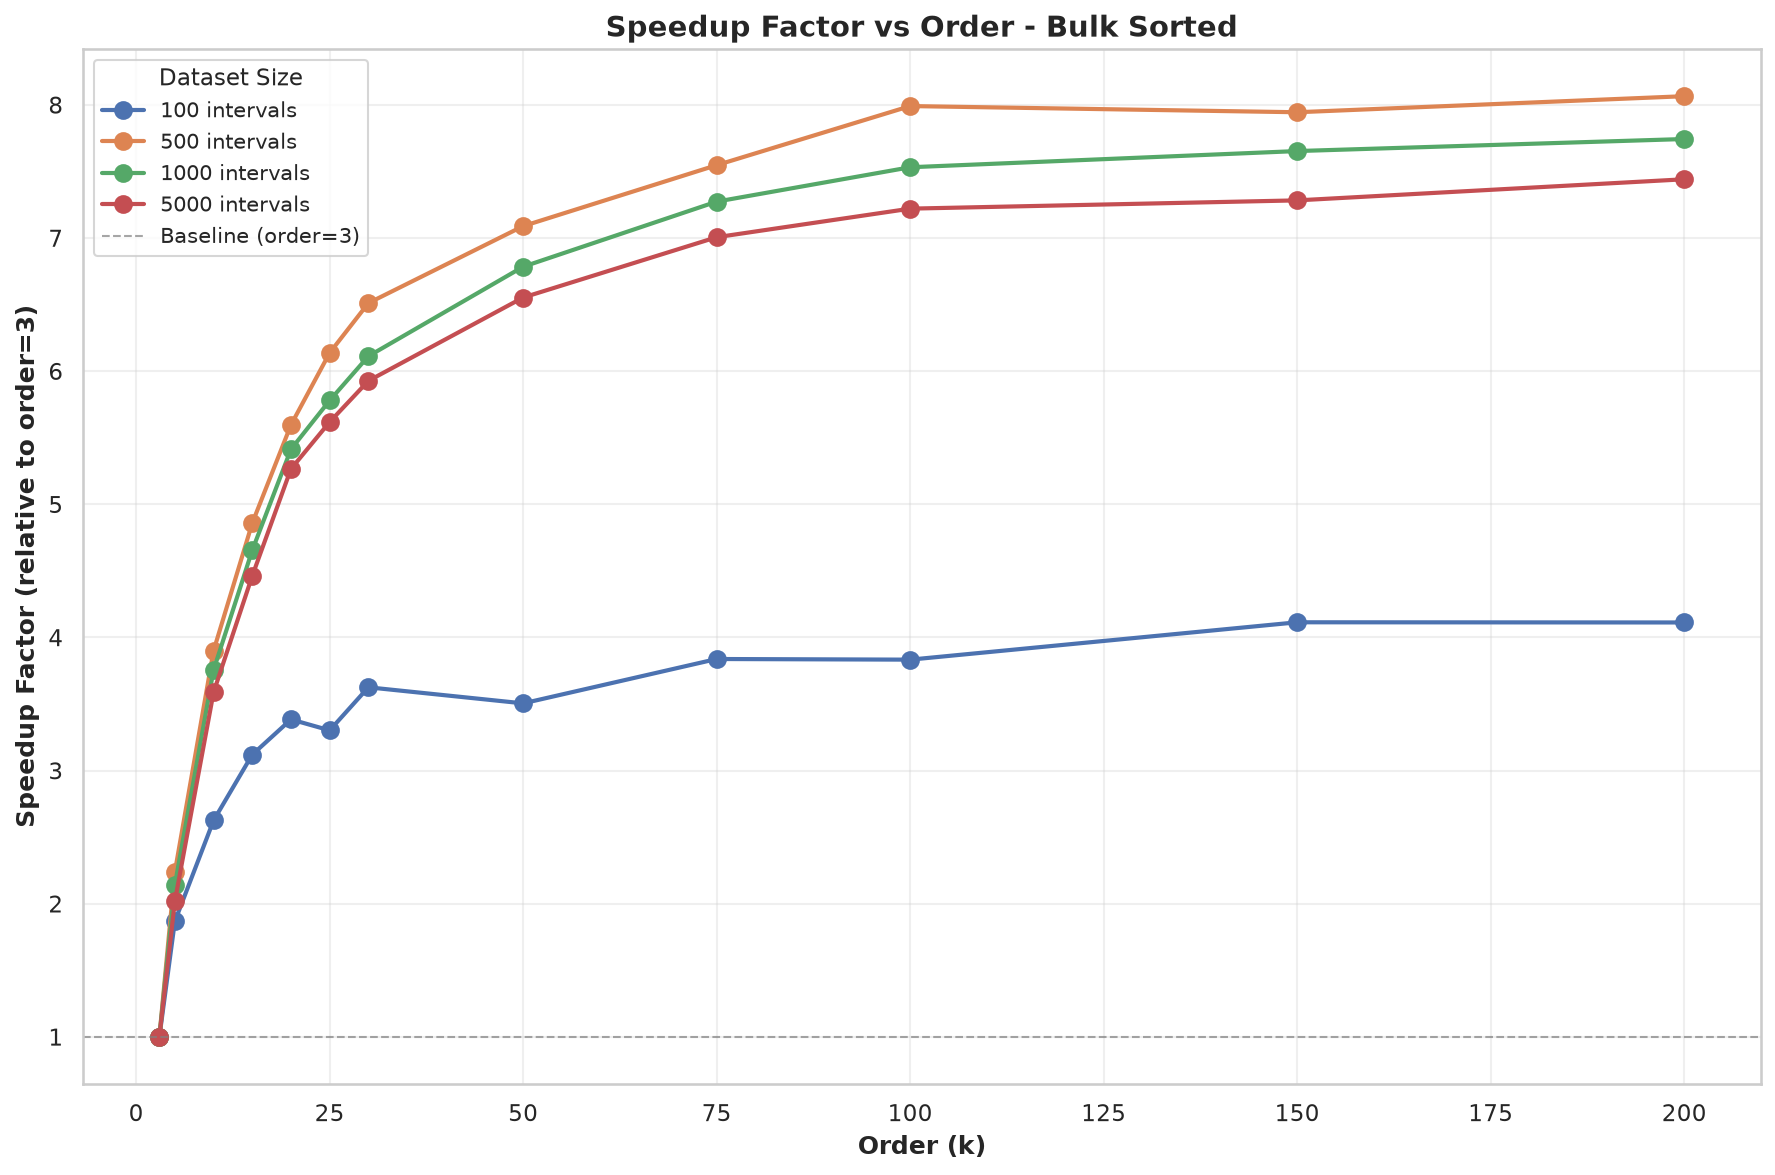 Speedup Factor vs Order - Bulk Sorted
Dataset Size
100 intervals
500 intervals
1000 intervals
5000 intervals
Baseline (order=3)
Speedup Factor (relative to order=3)
8
7
6
5
4
3
2
1
0 25 50 75 100 125 150 175 200
Order (k)